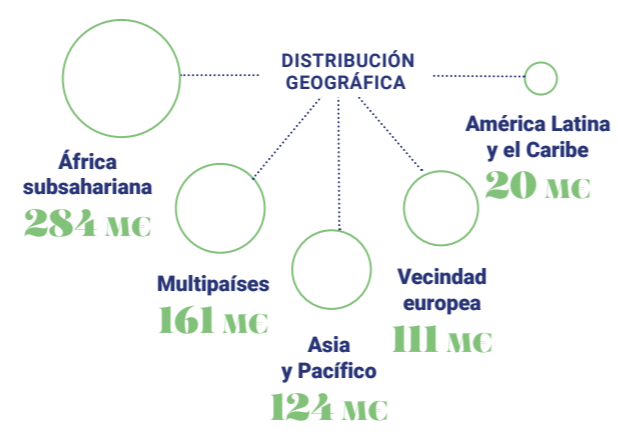 DISTRIBUCIÓN
GEOGRÁFICA
África
subsahariana
284 M€
Multipaíses
161 M€
Asia
y Pacífico
124 M€
Vecindad
europea
111 M€
América Latina
y el Caribe
20 M€